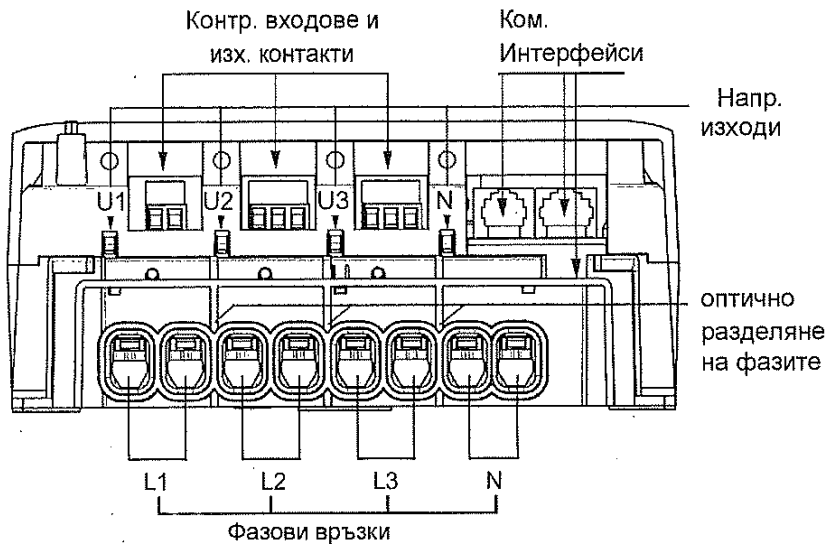 Контр. входове и
изх. контакти
Ком.
Интерфейси
Напр.
изходи
U1 U2 U3 N
оптично
разделяне
на фазите
L1 L2 L3 N
Фазови връзки